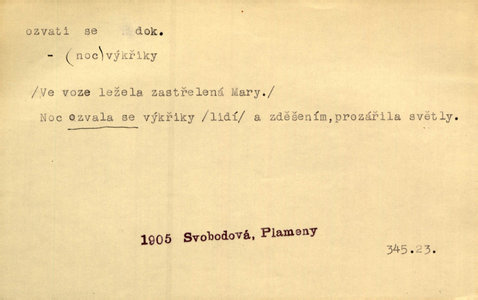 ozvati se dok.
- (noc)výkřiky
/Ve voze ležela zastřelená Mary./
Noc ozvala se výkřiky /lidí/ a zděšením,prozářila světly.
1905 Svobodová, Plameny
345.23.